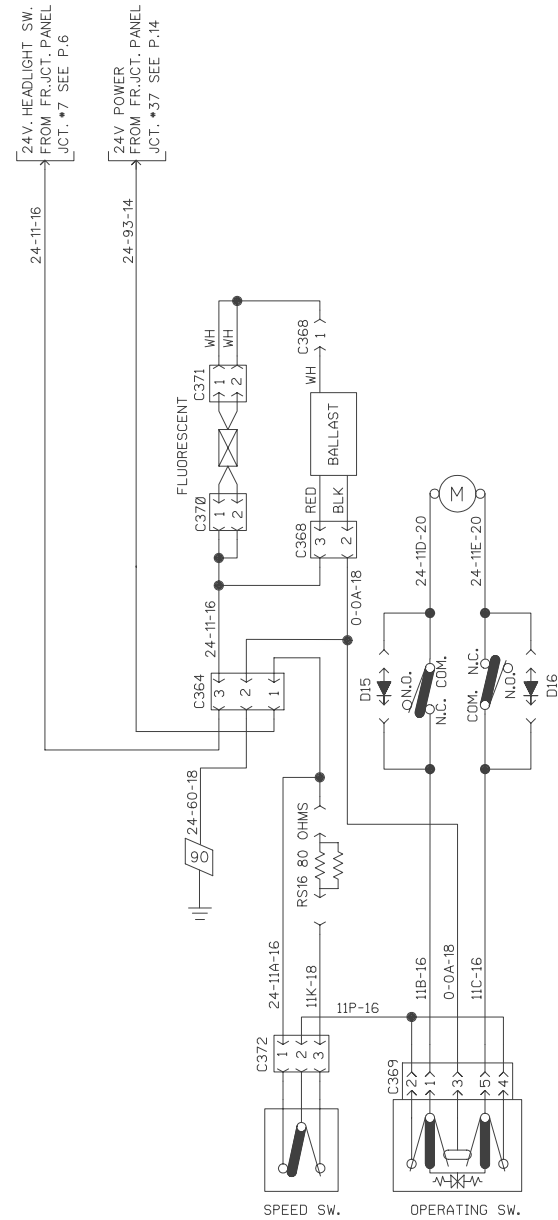 24V. HEADLIGHT SW.
FROM FR.JCT. PANEL
JCT. #7 SEE P.6
24V POWER
FROM FR.JCT. PANEL
JCT. #37 SEE P.14
24-11-16
24-93-14
FLUORESCENT
C370
1
2
C371
1
2
WH
WH
C368
3
2
RED
BLK
BALLAST
WH
C368
1
24-11-16
C364
3
2
1
0-0A-18
24-60-18
90
RS16 80 OHMS
24-11A-16
11K-18
11P-16
C372
1
2
3
SPEED SW.
D15
N.O.
N.C.
COM.
24-11D-20
M
24-11E-20
COM.
N.C.
N.O.
D16
11B-16
0-0A-18
11C-16
C369
2
1
3
5
4
OPERATING SW.